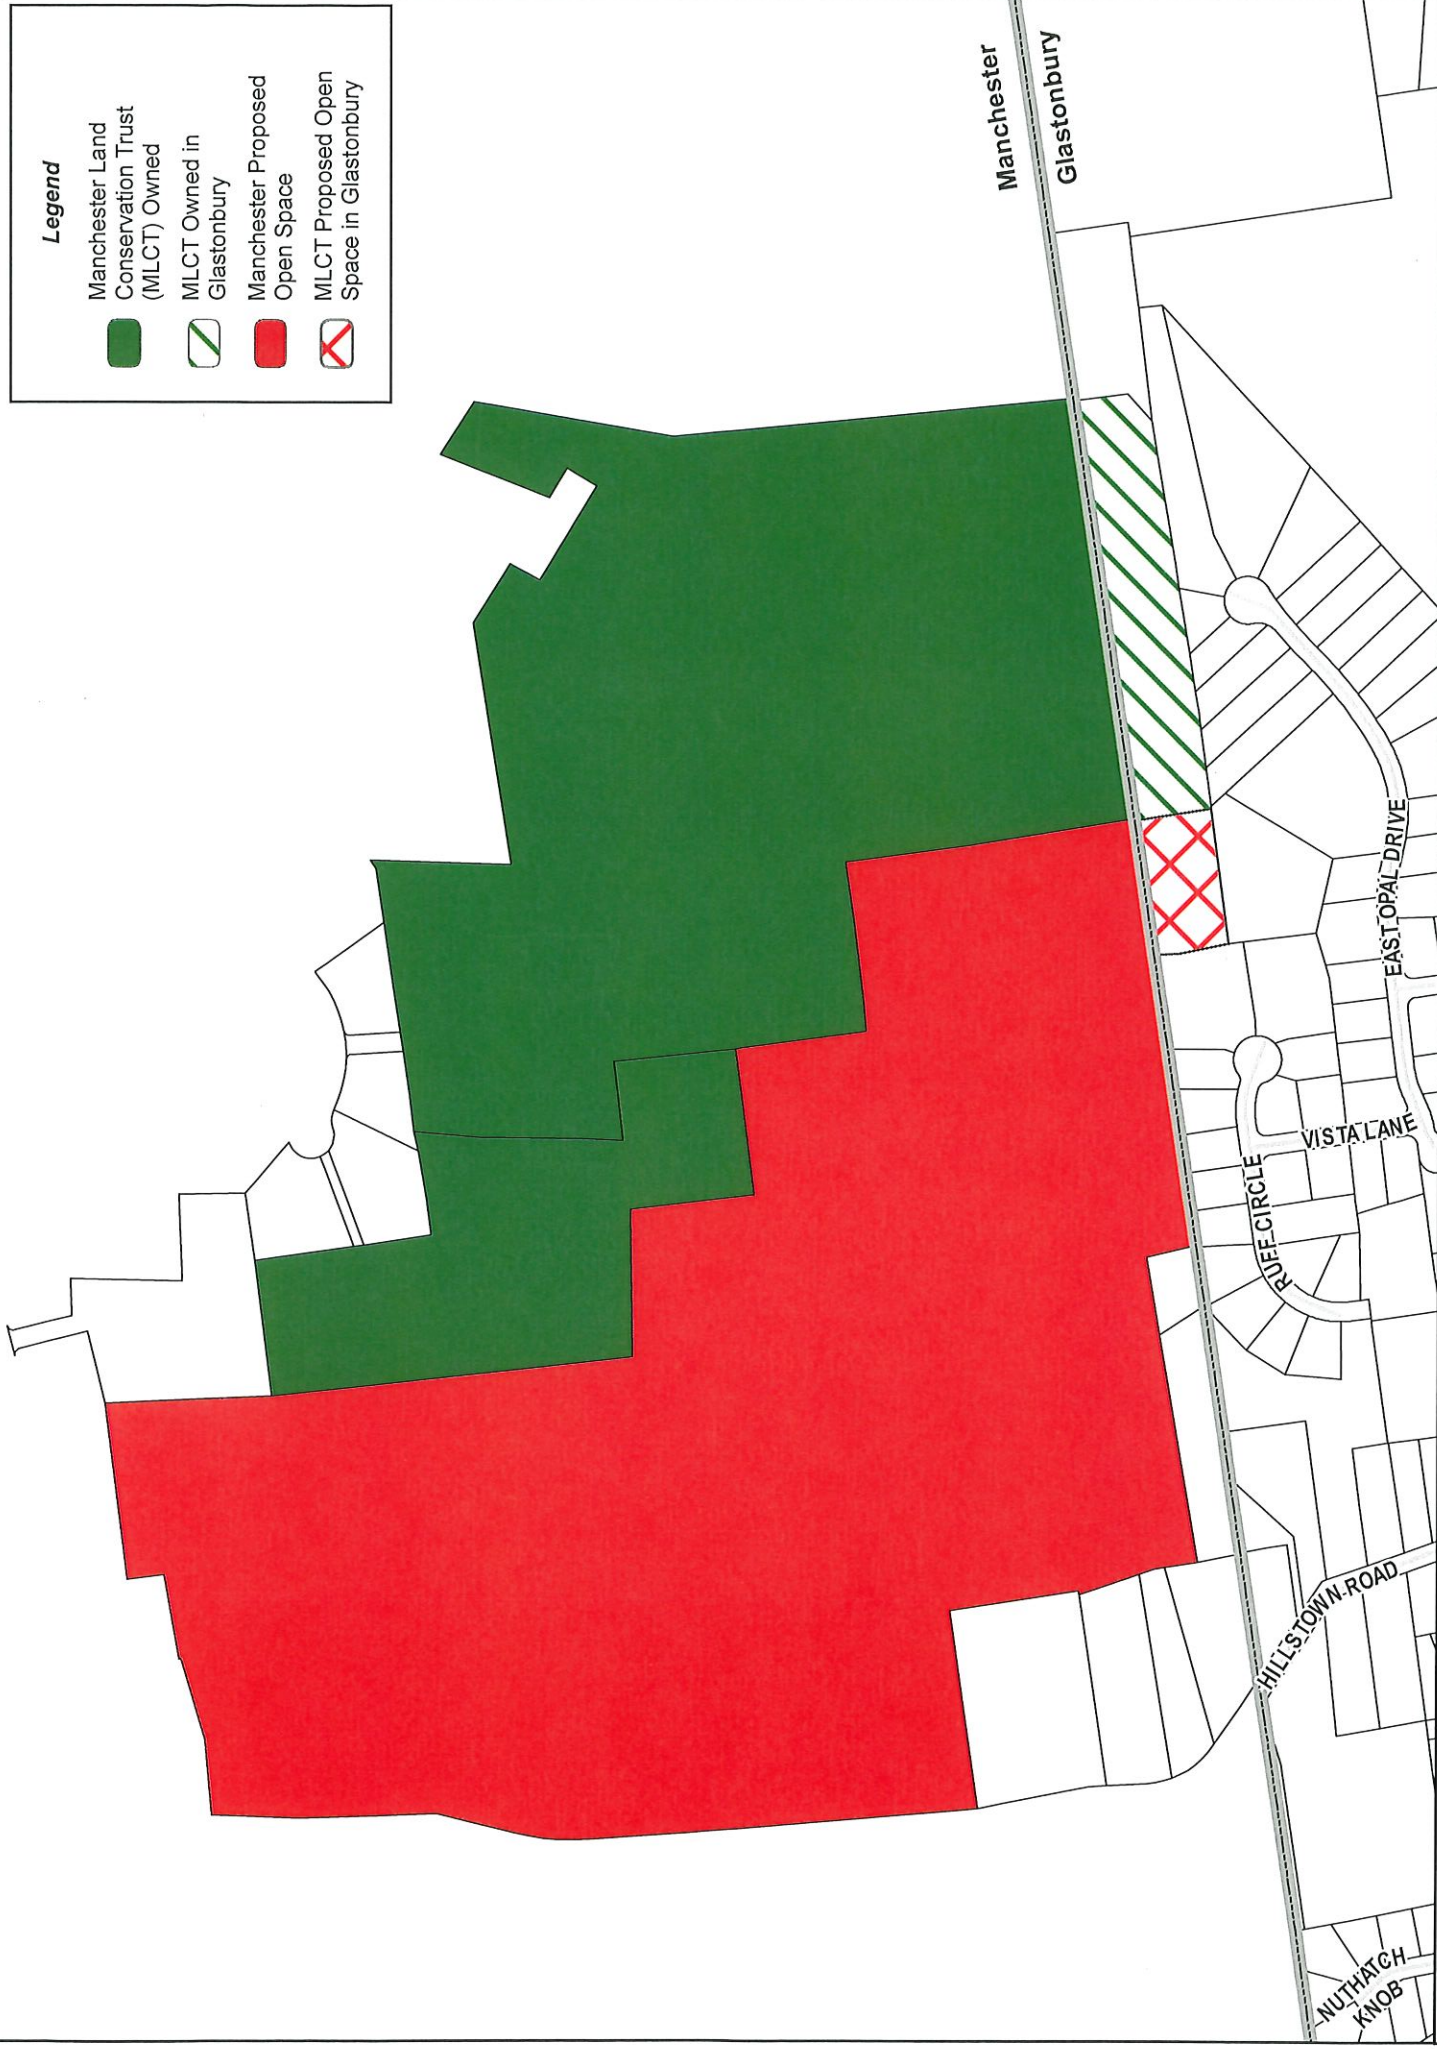 Legend
Manchester Land
Conservation Trust
(MLCT) Owned
MLCT Owned in
Glastonbury
Manchester Proposed
Open Space
MLCT Proposed Open
Space in Glastonbury
Manchester
Glastonbury
EAST OPAL DRIVE
VISTA LANE
RUFF CIRCLE
HILLSTOWN ROAD
NUTHATCH
KNOB